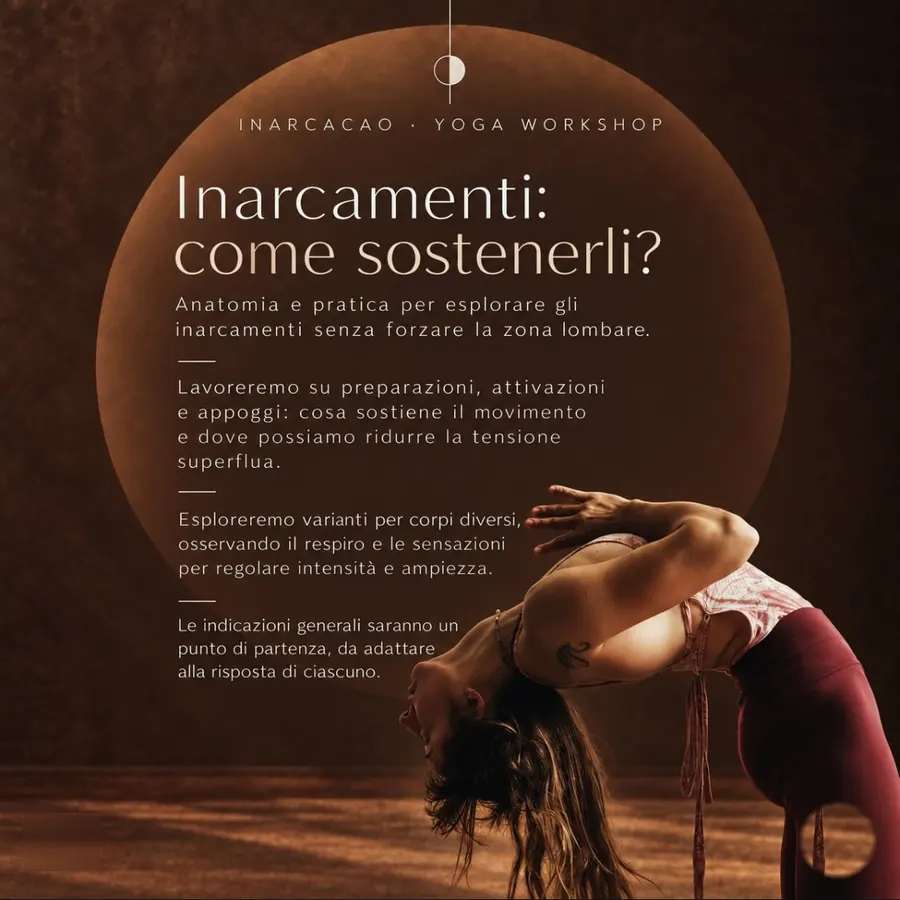 INARCACAO · YOGA WORKSHOP
Inarcamenti:
come sostenerli?
Anatomia e pratica per esplorare gli
inarcamenti senza forzare la zona lombare.
Lavoreremo su preparazioni, attivazioni
e appoggi: cosa sostiene il movimento
e dove possiamo ridurre la tensione
superflua.
Esploreremo varianti per corpi diversi,
osservando il respiro e le sensazioni
per regolare intensità e ampiezza.
Le indicazioni generali saranno un
punto di partenza, da adattare
alla risposta di ciascuno.